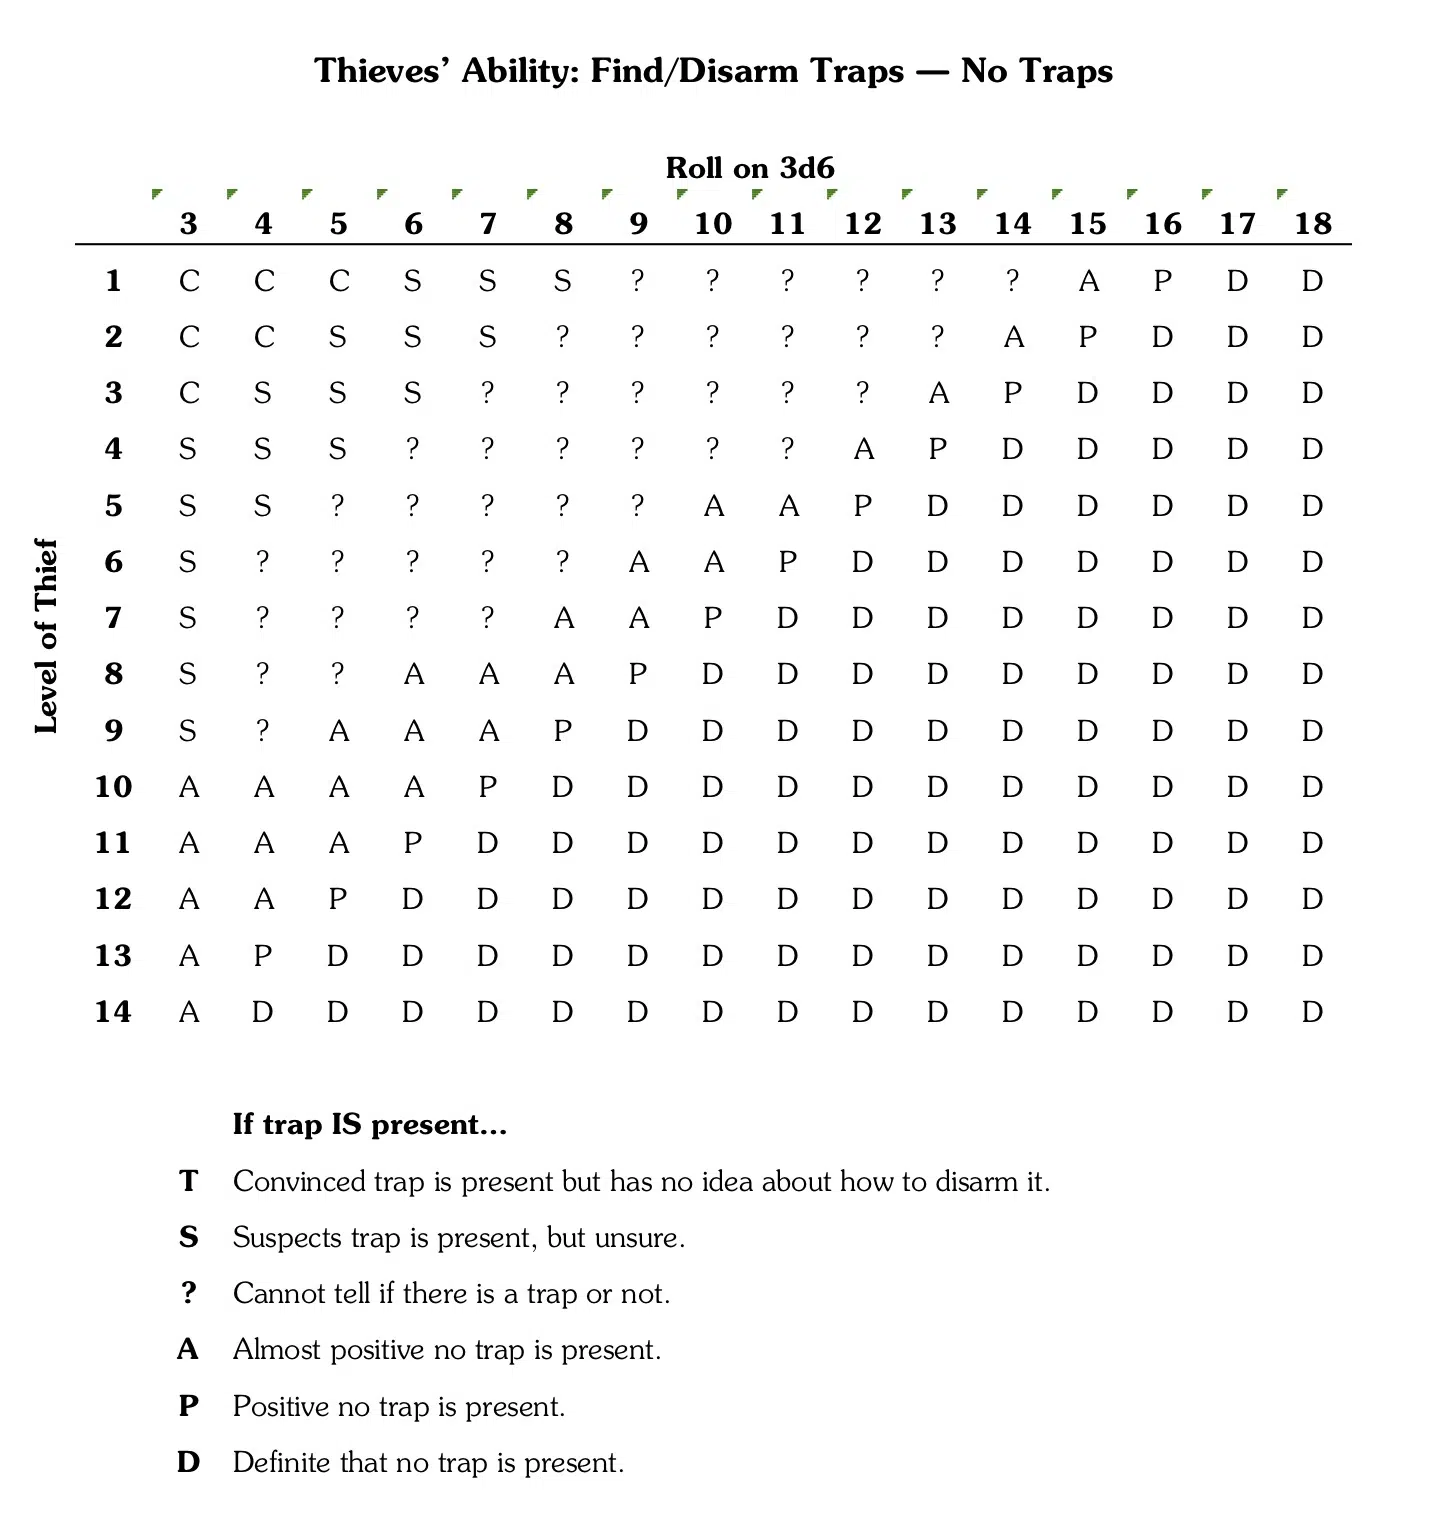 Thieves’ Ability: Find/Disarm Traps — No Traps
Roll on 3d6
3 4 5 6 7 8 9 10 11 12 13 14 15 16 17 18
Level of Thief
1 C C C S S S ? ? ? ? ? ? A P D D
2 C C S S S ? ? ? ? ? ? A P D D D
3 C S S S ? ? ? ? ? ? A P D D D D
4 S S S ? ? ? ? ? ? A P D D D D D
5 S S ? ? ? ? ? A A P D D D D D D
6 S ? ? ? ? ? A A P D D D D D D D
7 S ? ? ? ? A A P D D D D D D D D
8 S ? ? A A A P D D D D D D D D D
9 S ? A A A P D D D D D D D D D D
10 A A A A P D D D D D D D D D D D
11 A A A P D D D D D D D D D D D D
12 A A P D D D D D D D D D D D D D
13 A P D D D D D D D D D D D D D D
14 A D D D D D D D D D D D D D D D
If trap IS present...
T Convinced trap is present but has no idea about how to disarm it.
S Suspects trap is present, but unsure.
? Cannot tell if there is a trap or not.
A Almost positive no trap is present.
P Positive no trap is present.
D Definite that no trap is present.